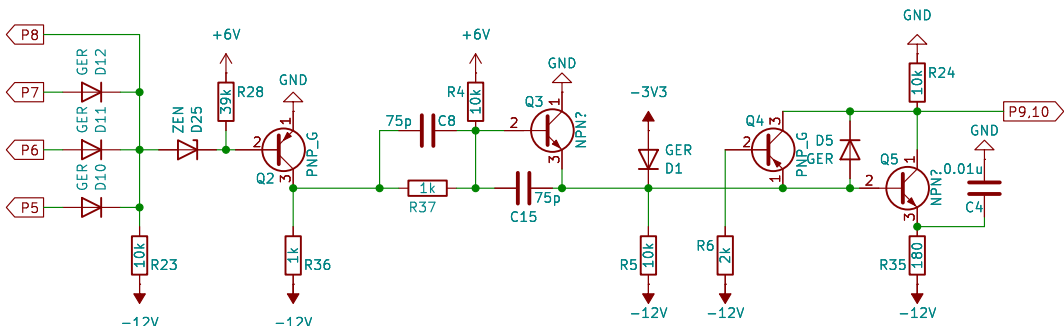 P8
P7
P6
P5
GER
D12
GER
D11
GER
D10
ZEN
D25
10k
R23
-12V
+6V
39k
R28
GND
1
2
3
Q2
PNP_G
1k
R36
-12V
75p
C8
1k
R37
+6V
R4
10k
GND
Q3
1
2
3
NPN?
75p
C15
-3V3
GER
D1
R5
10k
-12V
R6
2k
-12V
Q4
3
2
1
PNP_G
D5
GER
GND
10k
R24
P9,10
Q5
1
2
3
NPN?
GND
0.01u
C4
R35
180
-12V